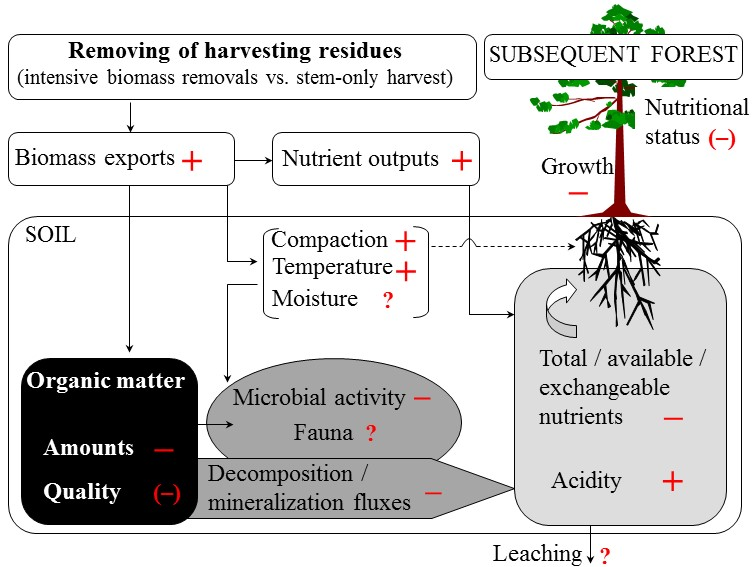 Removing of harvesting residues
(intensive biomass removals vs. stem-only harvest)
SUBSEQUENT FOREST
Nutritional
status (–)
Growth
–
Biomass exports +
Nutrient outputs +
SOIL
Compaction +
Temperature +
Moisture ?
Organic matter
Amounts –
Quality (–)
Microbial activity –
Fauna ?
Decomposition /
mineralization fluxes –
Total / available /
exchangeable
nutrients –
Acidity +
Leaching ?